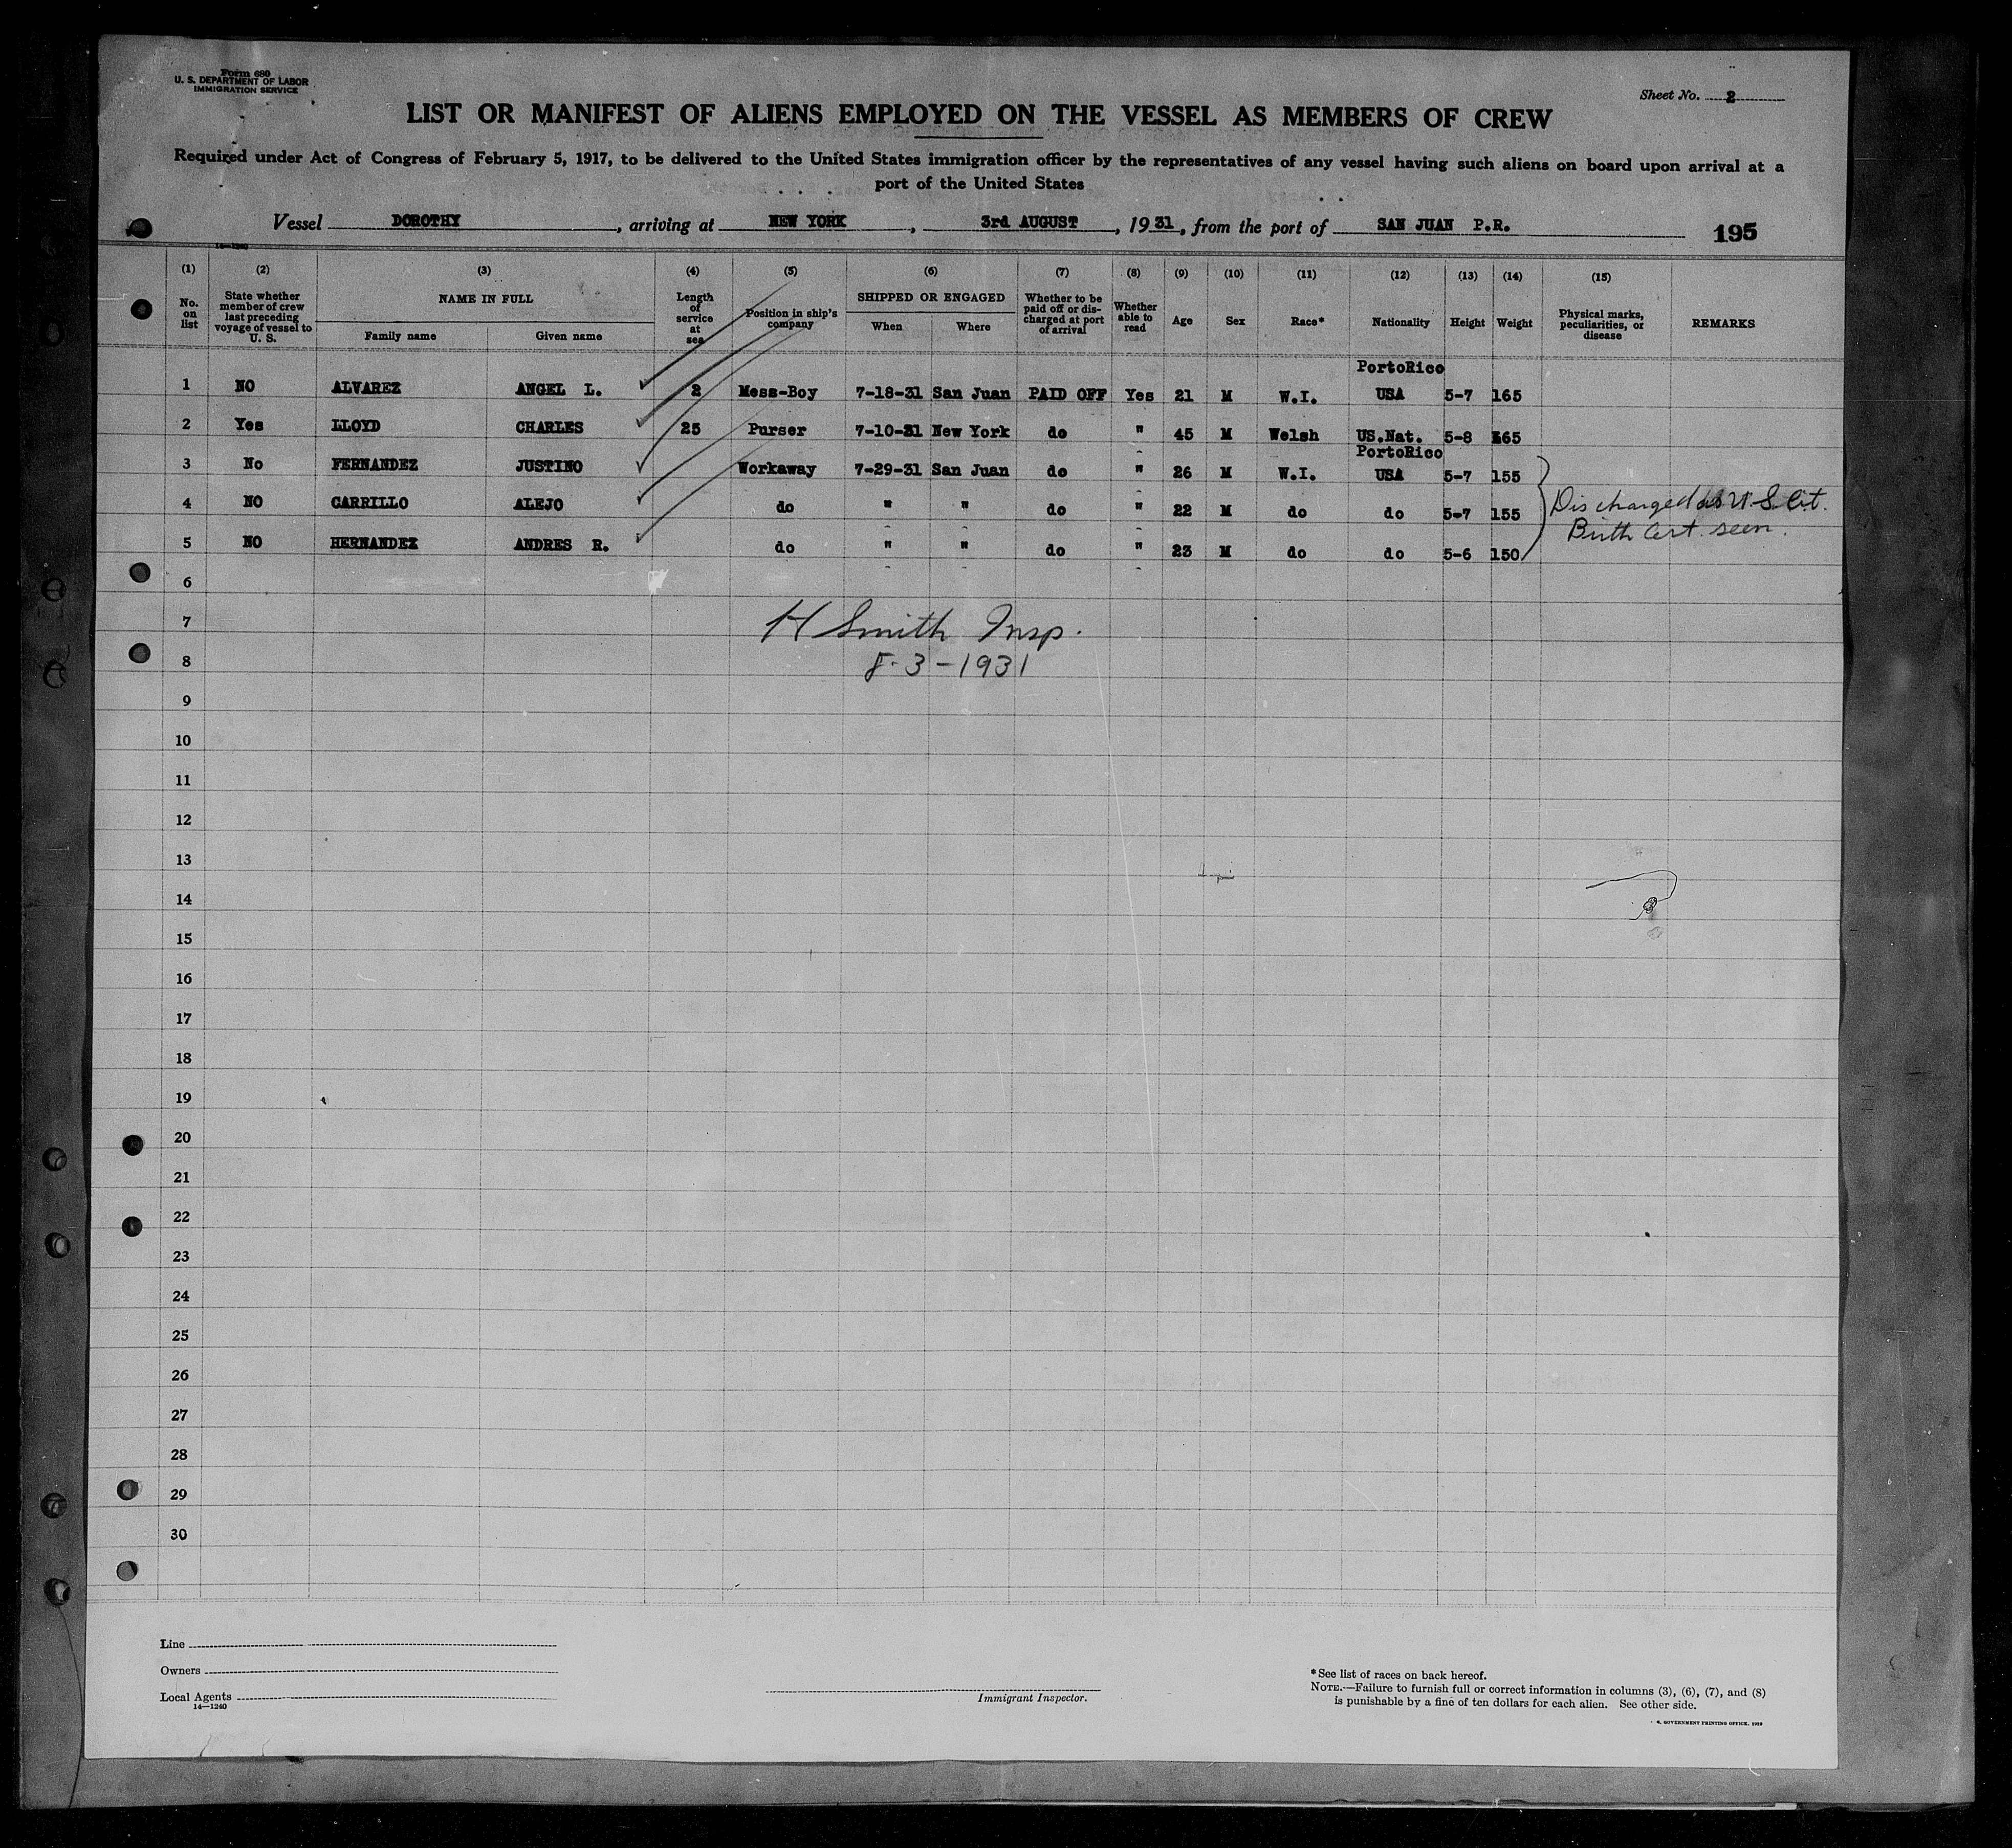 Form 680
U. S. DEPARTMENT OF LABOR
IMMIGRATION SERVICE
Sheet No. 2
LIST OR MANIFEST OF ALIENS EMPLOYED ON THE VESSEL AS MEMBERS OF CREW
Required under Act of Congress of February 5, 1917, to be delivered to the United States immigration officer by the representatives of any vessel having such aliens on board upon arrival at a
port of the United States
Vessel DOROTHY, arriving at NEW YORK, 3rd AUGUST, 1931, from the port of SAN JUAN P.R. 195
14—1240
(1) (2) (3) (4) (5) (6) (7) (8) (9) (10) (11) (12) (13) (14) (15)
No. on list State whether member of crew last preceding voyage of vessel to U. S. NAME IN FULL Family name Given name Length of service at sea Position in ship's company SHIPPED OR ENGAGED When Where Whether to be paid off or discharged at port of arrival Whether able to read Age Sex Race* Nationality Height Weight Physical marks, peculiarities, or disease REMARKS
PortoRico
1 NO ALVAREZ ANGEL L. 2 Mess-Boy 7-18-31 San Juan PAID OFF Yes 21 M W.I. USA 5-7 165
2 Yes LLOYD CHARLES 25 Purser 7-10-31 New York do " 45 M Welsh US.Nat. 5-8 165
PortoRico
3 No FERNANDEZ JUSTINO Workaway 7-29-31 San Juan do " 26 M W.I. USA 5-7 155
4 NO CARRILLO ALEJO do " " do " 22 M do do 5-7 155 Discharged as U.S. Cit.
5 NO HERNANDEZ ANDRES R. do " " do " 23 M do do 5-6 150 Birth Cert. seen.
6
7 H Smith Insp.
8 8-3-1931
9
10
11
12
13
14
15
16
17
18
19
20
21
22
23
24
25
26
27
28
29
30
Line
Owners
Local Agents
14—1240
Immigrant Inspector.
*See list of races on back hereof.
NOTE.—Failure to furnish full or correct information in columns (3), (6), (7), and (8)
is punishable by a fine of ten dollars for each alien. See other side.
S. GOVERNMENT PRINTING OFFICE. 1929